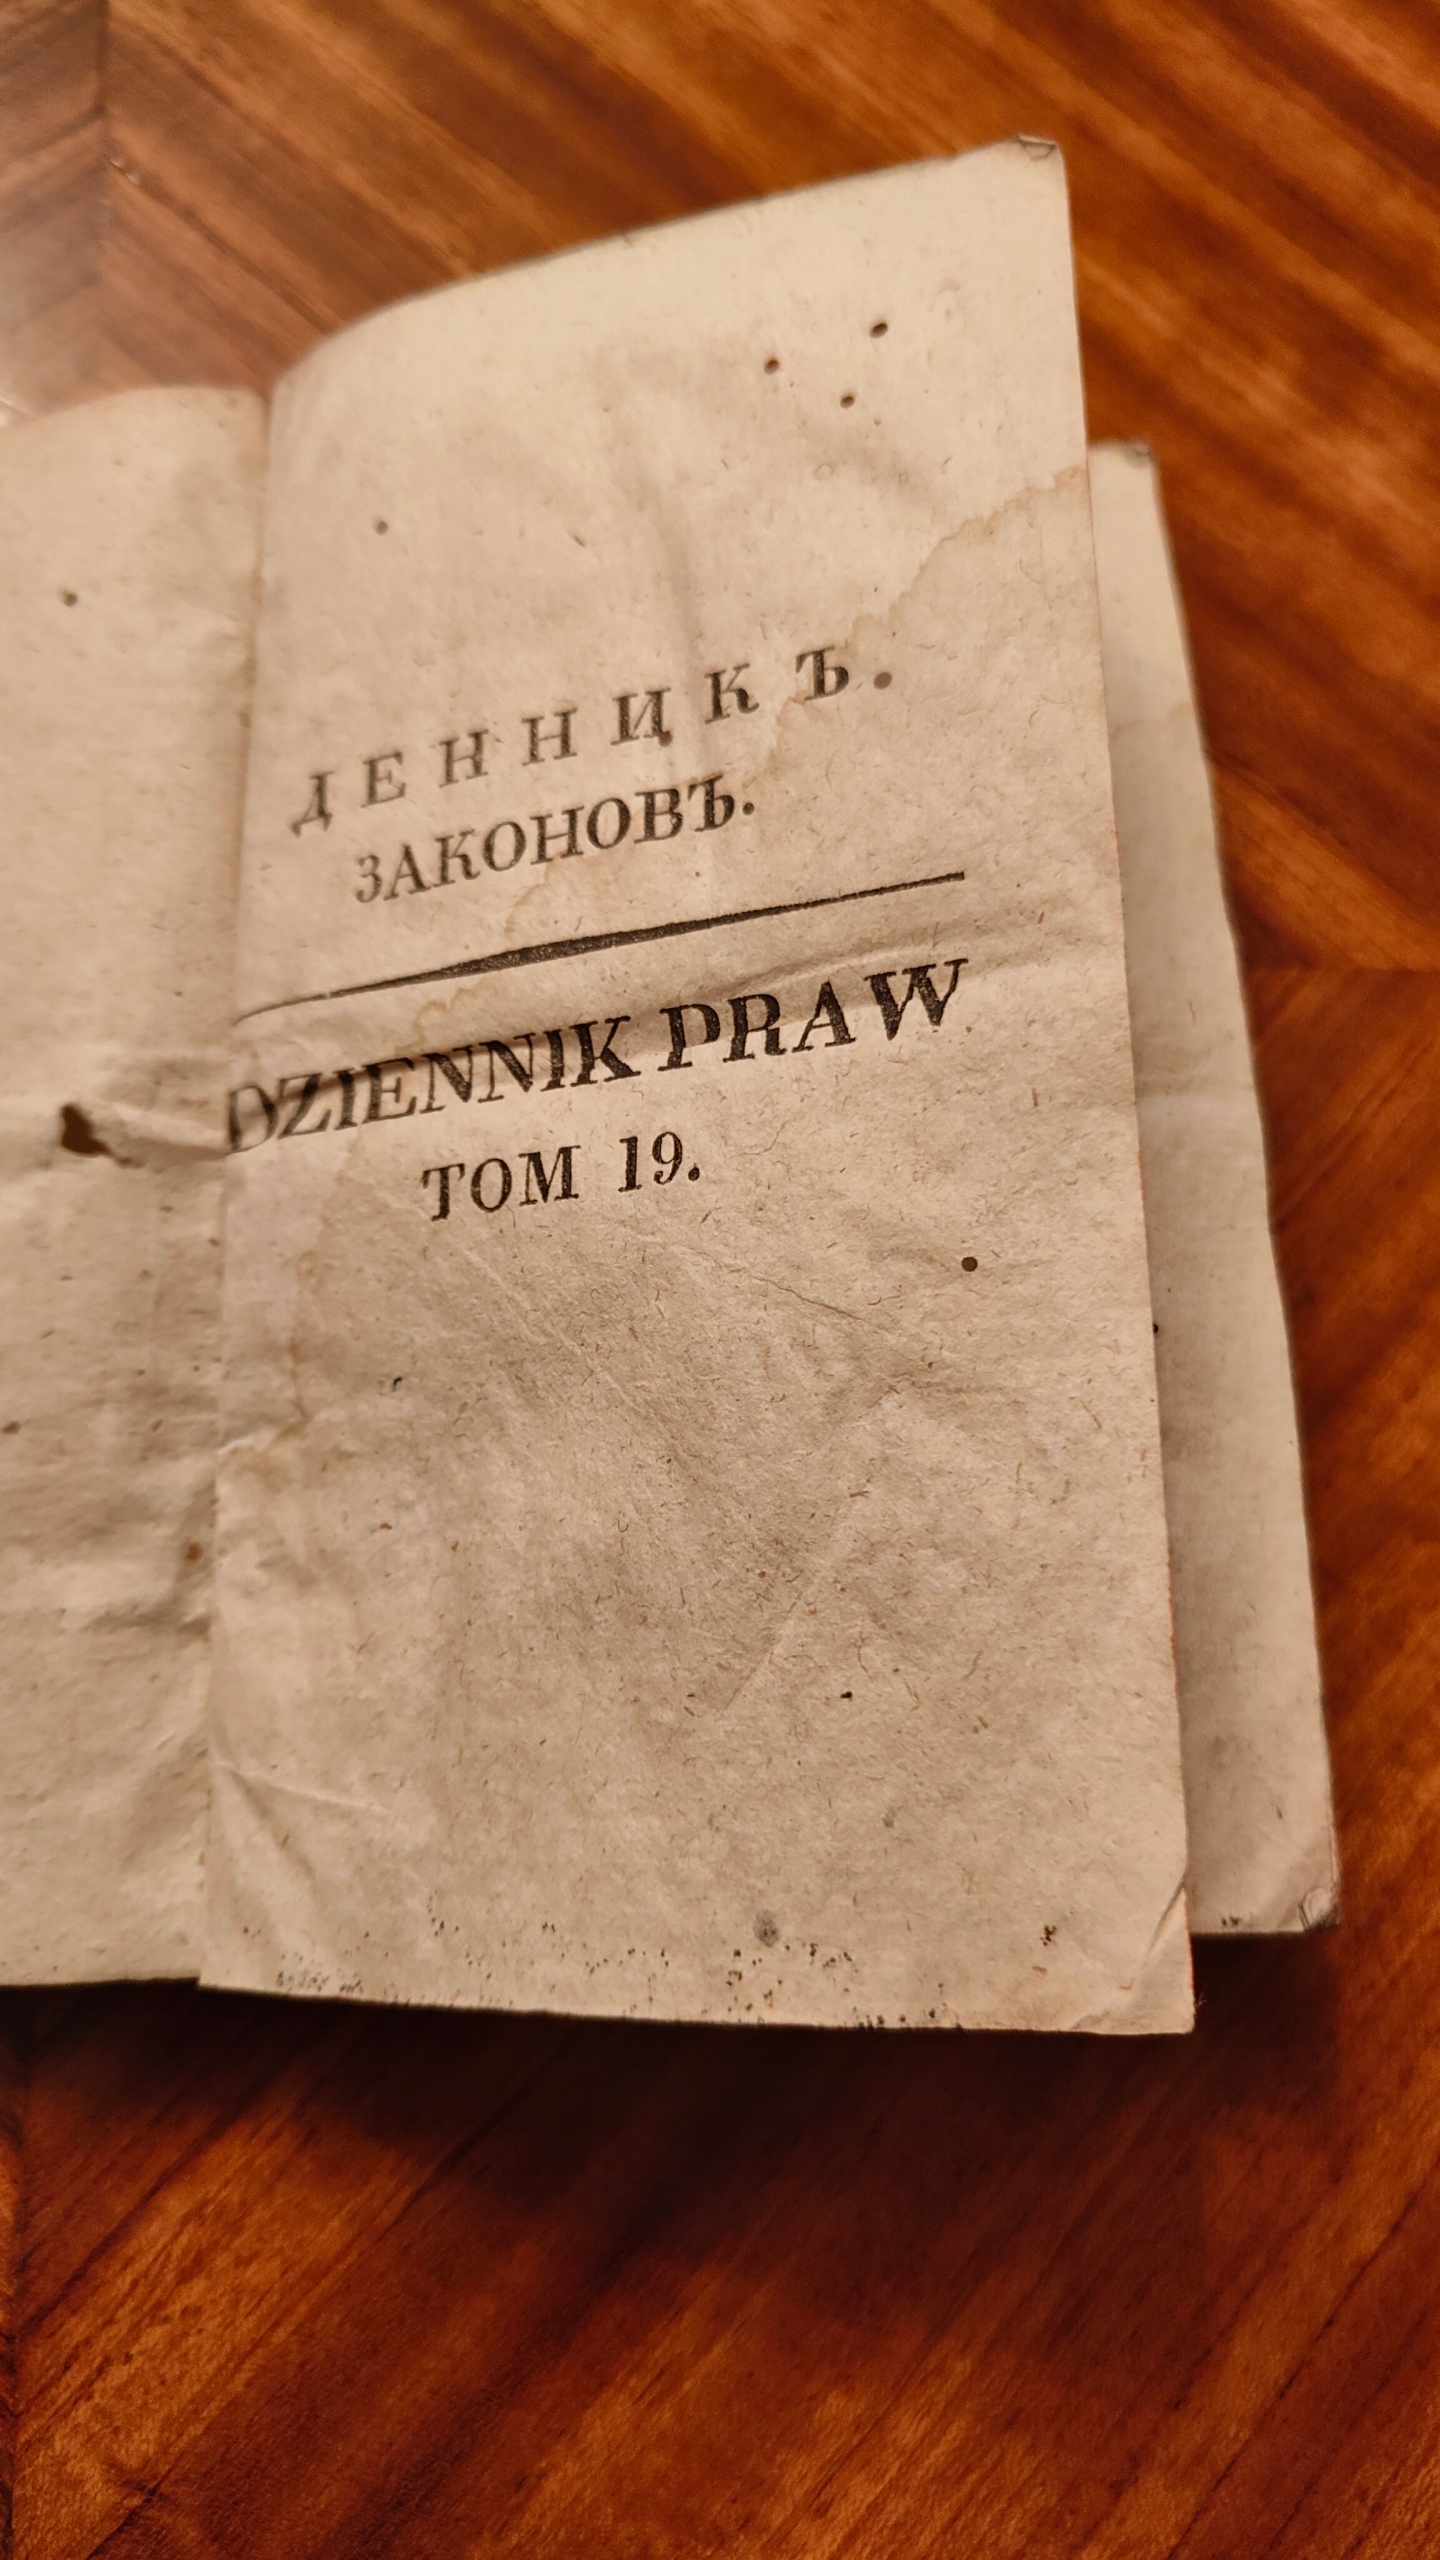 ДЕННИКЪ.
ЗАКОНОВЪ.
DZIENNIK PRAW
TOM 19.